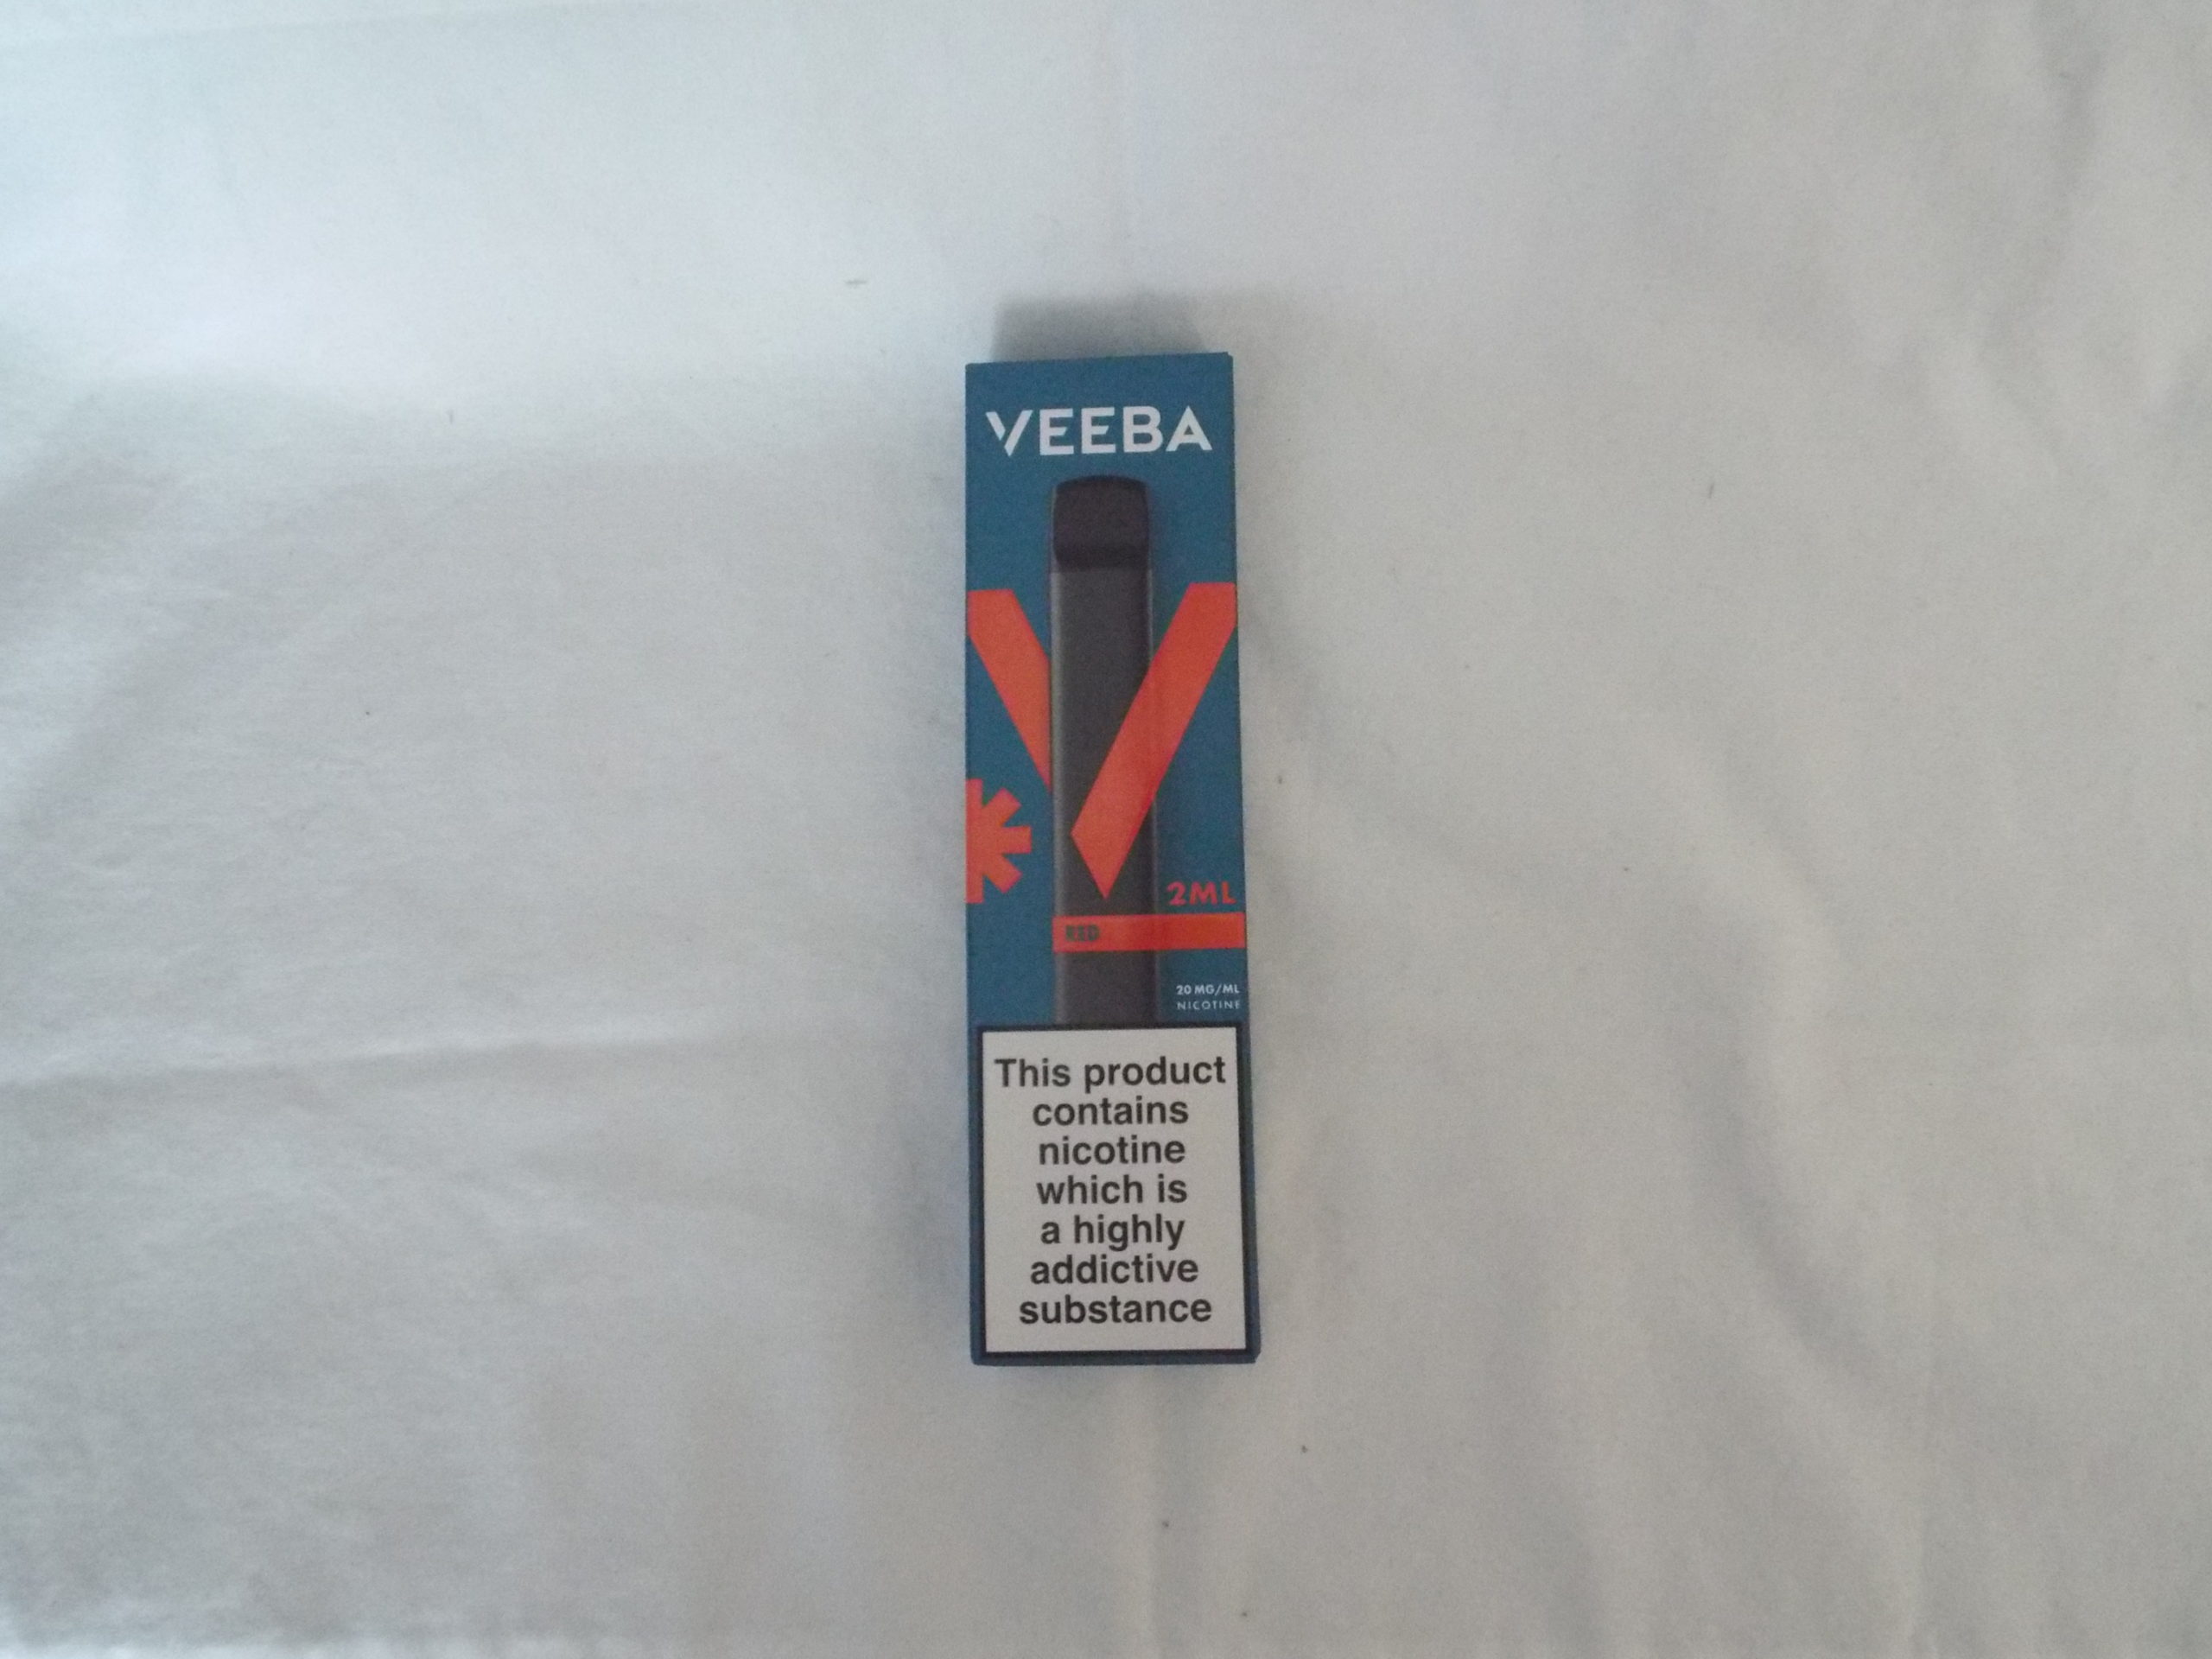 VEEBA
2ML
RED
20 MG/ML
NICOTINE
This product
contains
nicotine
which is
a highly
addictive
substance